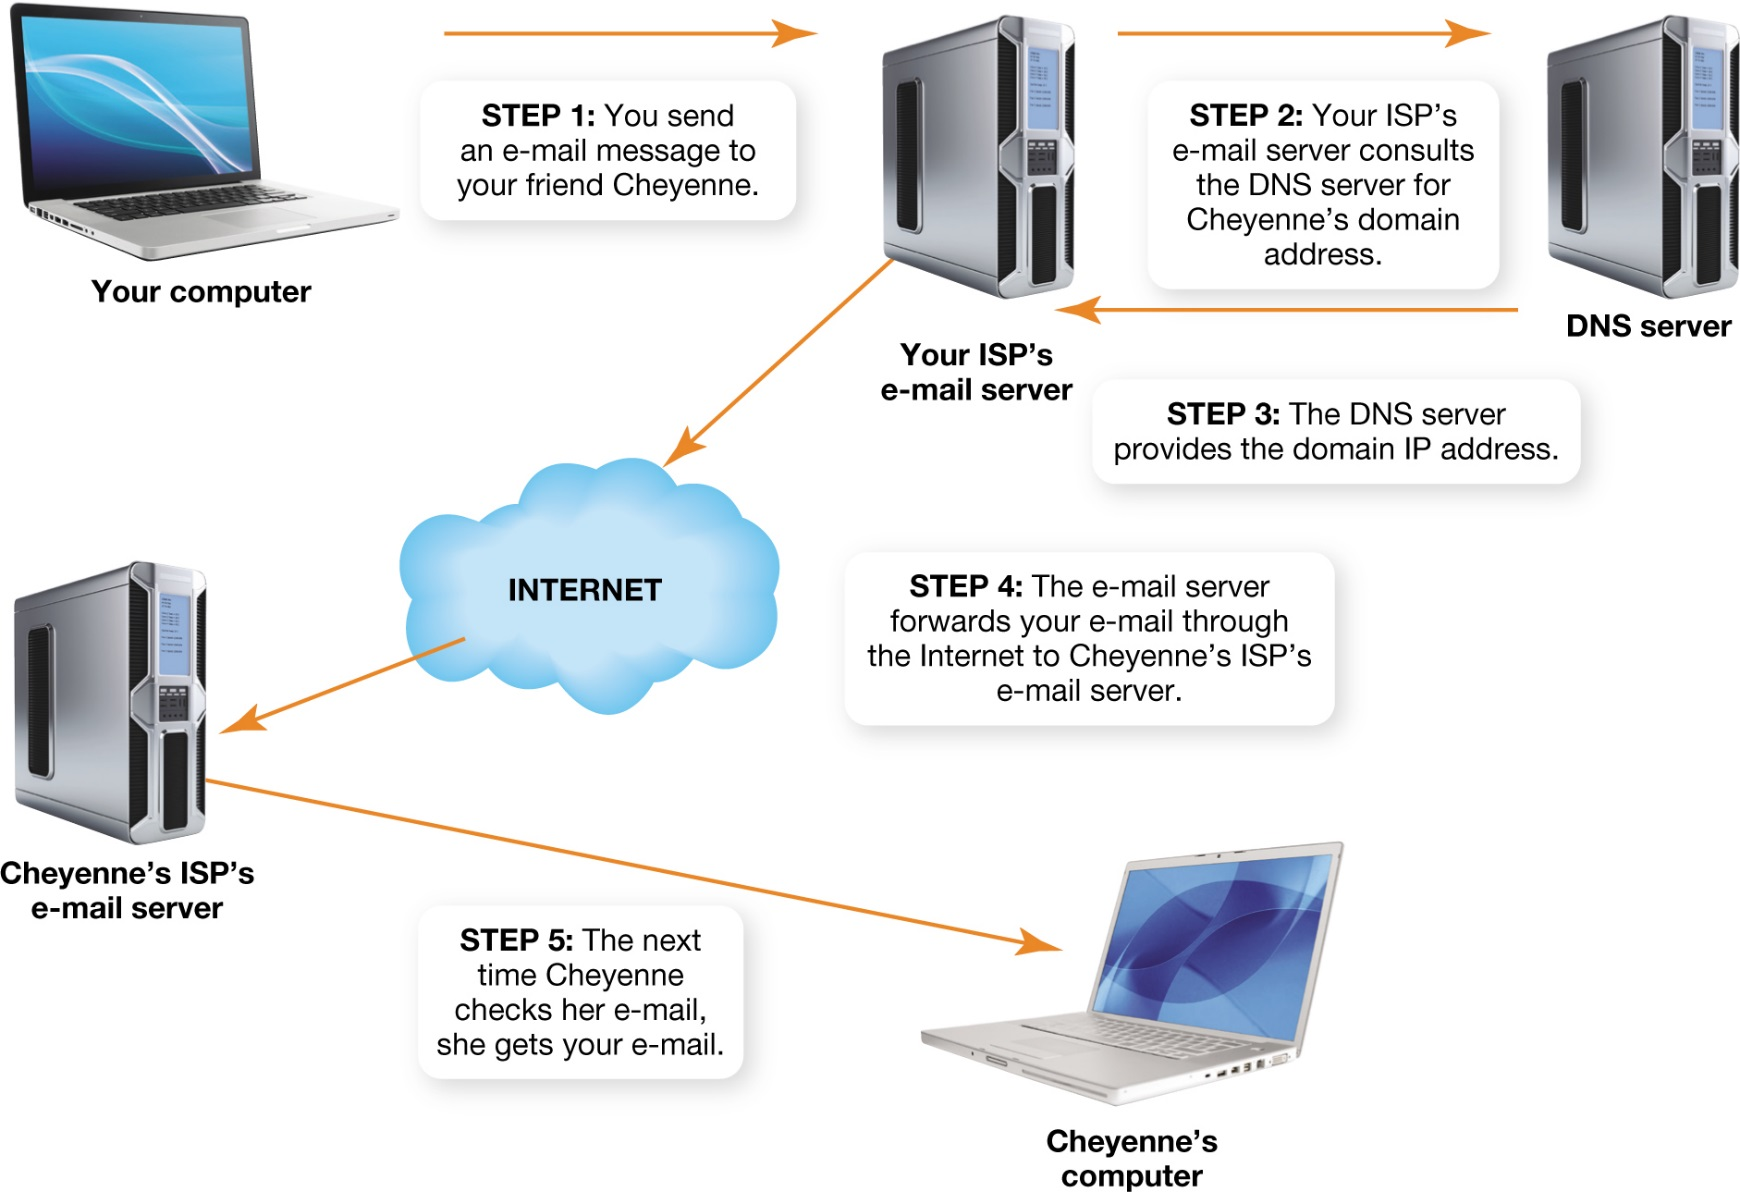 STEP 1: You send
an e-mail message to
your friend Cheyenne.
STEP 2: Your ISP’s
e-mail server consults
the DNS server for
Cheyenne’s domain
address.
Your computer
DNS server
Your ISP’s
e-mail server
STEP 3: The DNS server
provides the domain IP address.
INTERNET
STEP 4: The e-mail server
forwards your e-mail through
the Internet to Cheyenne’s ISP’s
e-mail server.
Cheyenne’s ISP’s
e-mail server
STEP 5: The next
time Cheyenne
checks her e-mail,
she gets your e-mail.
Cheyenne’s
computer